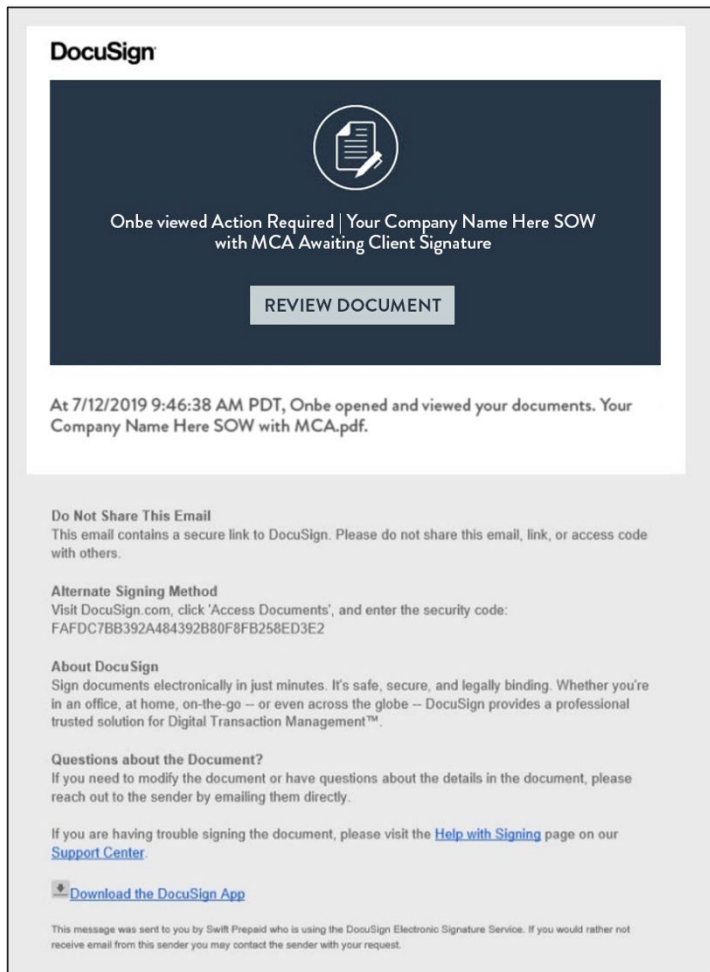 DocuSign
Onbe viewed Action Required | Your Company Name Here SOW
with MCA Awaiting Client Signature
REVIEW DOCUMENT
At 7/12/2019 9:46:38 AM PDT, Onbe opened and viewed your documents. Your
Company Name Here SOW with MCA.pdf.
Do Not Share This Email
This email contains a secure link to DocuSign. Please do not share this email, link, or access code
with others.
Alternate Signing Method
Visit DocuSign.com, click 'Access Documents', and enter the security code:
FAFDC7BB392A484392B80F8FB258ED3E2
About DocuSign
Sign documents electronically in just minutes. It's safe, secure, and legally binding. Whether you're
in an office, at home, on-the-go -- or even across the globe -- DocuSign provides a professional
trusted solution for Digital Transaction Management™.
Questions about the Document?
If you need to modify the document or have questions about the details in the document, please
reach out to the sender by emailing them directly.
If you are having trouble signing the document, please visit the Help with Signing page on our
Support Center.
Download the DocuSign App
This message was sent to you by Swift Prepaid who is using the DocuSign Electronic Signature Service. If you would rather not
receive email from this sender you may contact the sender with your request.